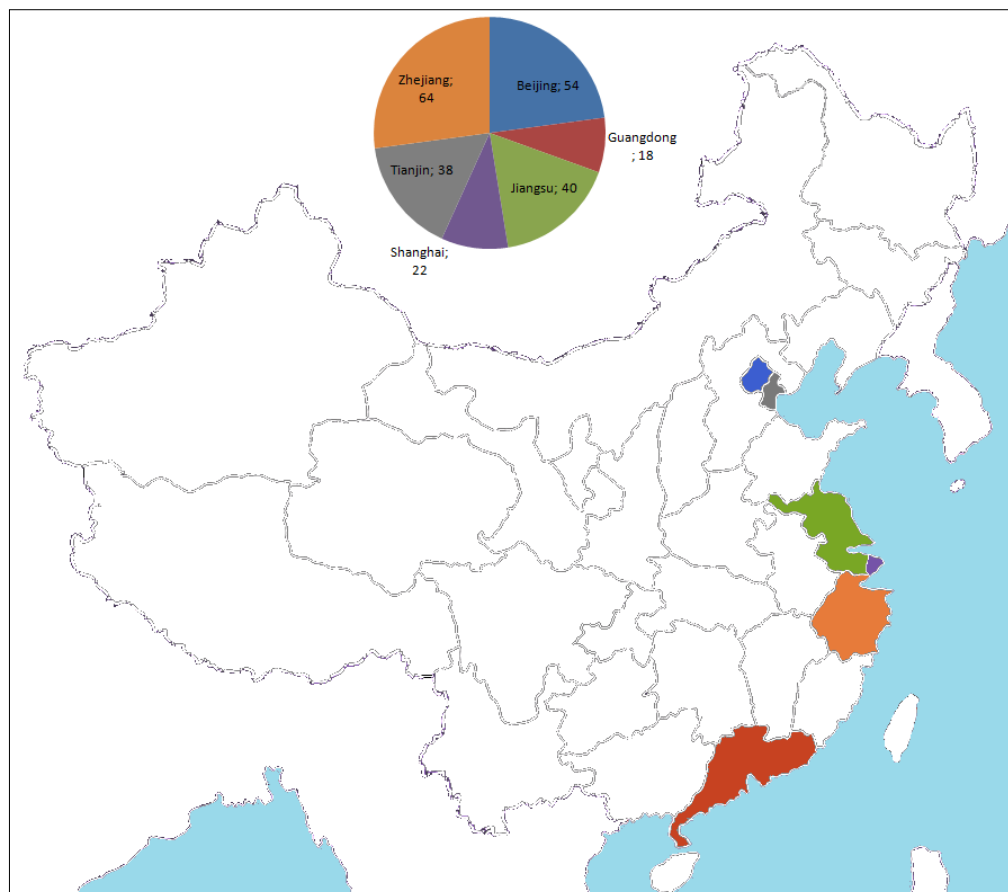 Zhejiang;
64
Beijing; 54
Guangdong
; 18
Tianjin; 38
Jiangsu; 40
Shanghai;
22